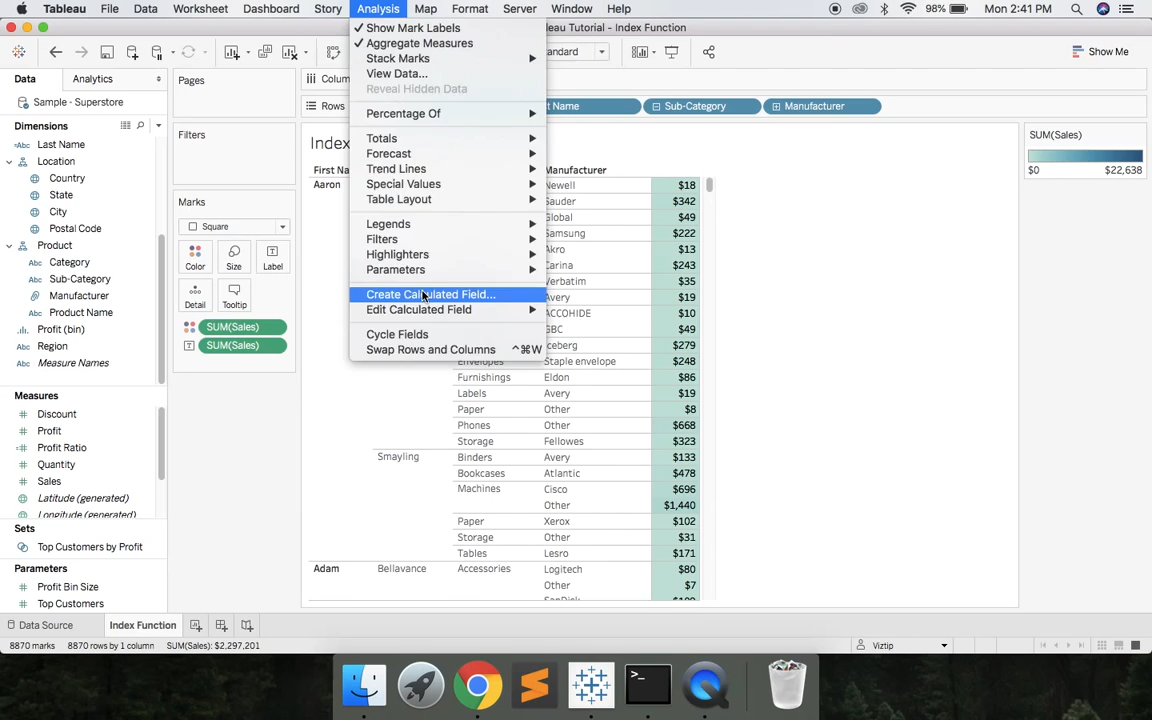 Tableau File Data Worksheet Dashboard Story Analysis Map Format Server Window Help 98% Mon 2:41 PM
leau Tutorial - Index Function
andard
Show Me
Data Analytics
Sample - Superstore
Dimensions
Last Name
Location
Country
State
City
Postal Code
Product
Category
Sub-Category
Manufacturer
Product Name
Profit (bin)
Region
Measure Names
Measures
Discount
Profit
Profit Ratio
Quantity
Sales
Latitude (generated)
Longitude (generated)
Sets
Top Customers by Profit
Parameters
Profit Bin Size
Top Customers
Pages
Filters
Marks
Square
Color Size Label
Detail Tooltip
SUM(Sales)
SUM(Sales)
Show Mark Labels
Aggregate Measures
Stack Marks
View Data...
Reveal Hidden Data
Percentage Of
Totals
Forecast
Trend Lines
Special Values
Table Layout
Legends
Filters
Highlighters
Parameters
Create Calculated Field...
Edit Calculated Field
Cycle Fields
Swap Rows and Columns ^⌘W
Colum
Rows t Name Sub-Category Manufacturer
Index
First Na Manufacturer
Aaron Newell $18
Sauder $342
Global $49
Samsung $222
Akro $13
Carina $243
Verbatim $35
Avery $19
ACCOHIDE $10
GBC $49
Iceberg $279
Envelopes Staple envelope $248
Furnishings Eldon $86
Labels Avery $19
Paper Other $8
Phones Other $668
Storage Fellowes $323
Smayling Binders Avery $133
Bookcases Atlantic $478
Machines Cisco $696
Other $1,440
Paper Xerox $102
Storage Other $31
Tables Lesro $171
Adam Bellavance Accessories Logitech $80
Other $7
SUM(Sales)
$0 $22,638
Data Source Index Function
8870 marks 8870 rows by 1 column SUM(Sales): $2,297,201 Viztip